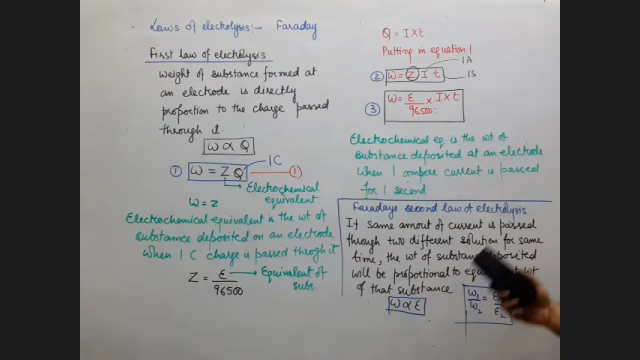 Laws of electrolysis:- Faraday
First law of electrolysis
Weight of substance formed at
an electrode is directly
proportion to the charge passed
through it.
W ∝ Q
① W = Z Q 1C ①
Electrochemical
equivalent
W = Z
Electrochemical equivalent is the wt of
substance deposited on an electrode
when 1 C charge is passed through it
Z = E Equivalent of
96500 subs.
Q = I × t
Putting in equation 1
1A
② W = Z I t 1S
③ W = E × I × t
96500
Electrochemical eq is the wt of
substance deposited at an electrode
when 1 ampere current is passed
for 1 second
Faradays second law of electrolysis
If same amount of current is passed
through two different solution for same
time, the wt of substance deposited
will be proportional to wt
of that substance
W ∝ E
W1 = E
W2 E2